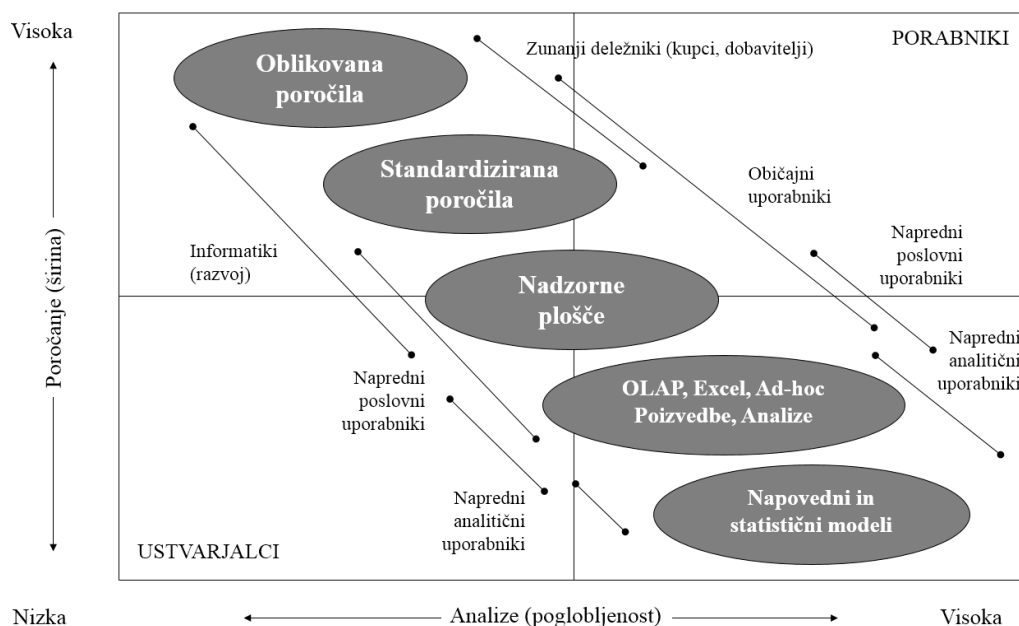 Visoka
Oblikovana
poročila
Zunanji deležniki (kupci, dobavitelji)
PORABNIKI
Standardizirana
poročila
Običajni
uporabniki
Napredni
poslovni
uporabniki
Informatiki
(razvoj)
Poročanje (širina)
Nadzorne
plošče
Napredni
analitični
uporabniki
Napredni
poslovni
uporabniki
OLAP, Excel, Ad-hoc
Poizvedbe, Analize
Napredni
analitični
uporabniki
Napovedni in
statistični modeli
USTVARJALCI
Nizka
Analize (poglobljenost)
Visoka